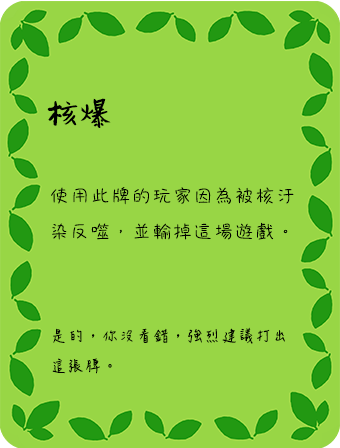 核爆
使用此牌的玩家因為被核汙
染反噬，並輸掉這場遊戲。
是的，你沒看錯，強烈建議打出
這張牌。